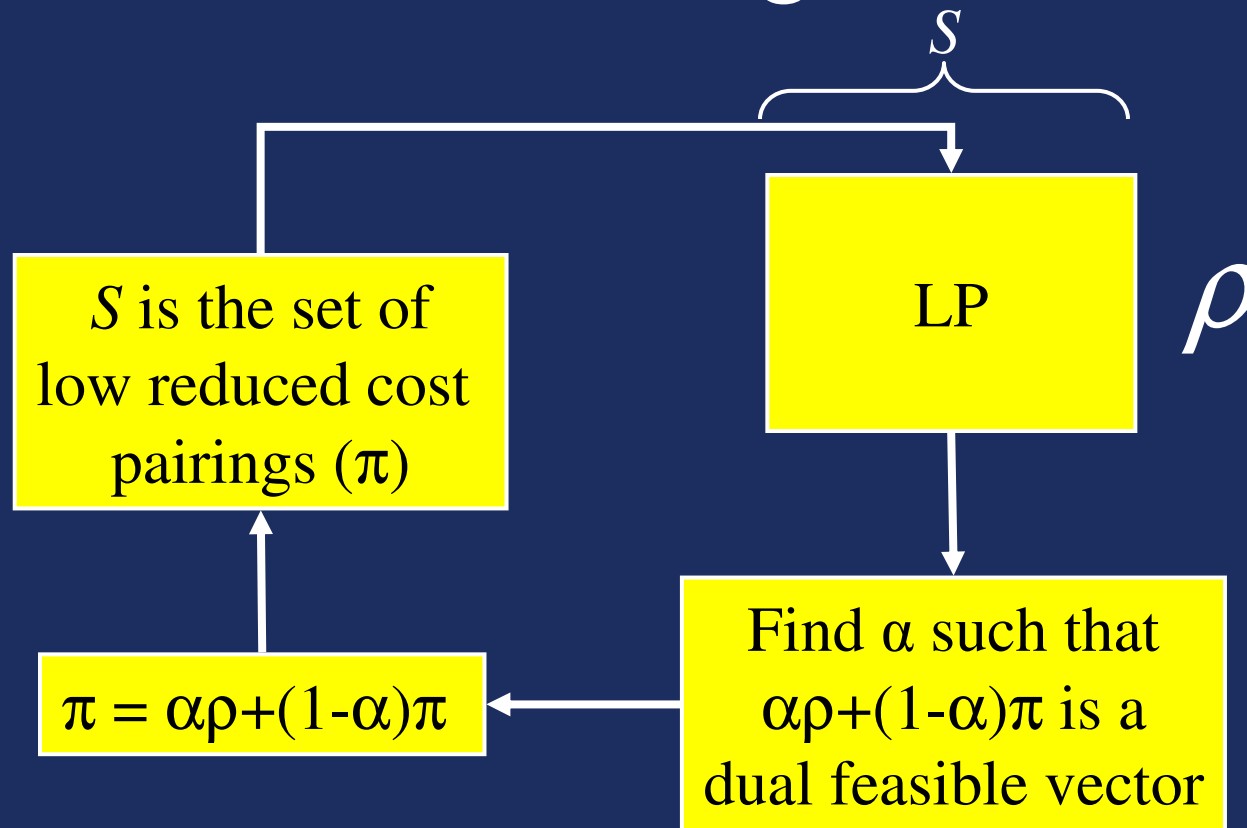 S
S is the set of
low reduced cost
pairings (π)
LP
ρ
π = αρ+(1-α)π
Find α such that
αρ+(1-α)π is a
dual feasible vector